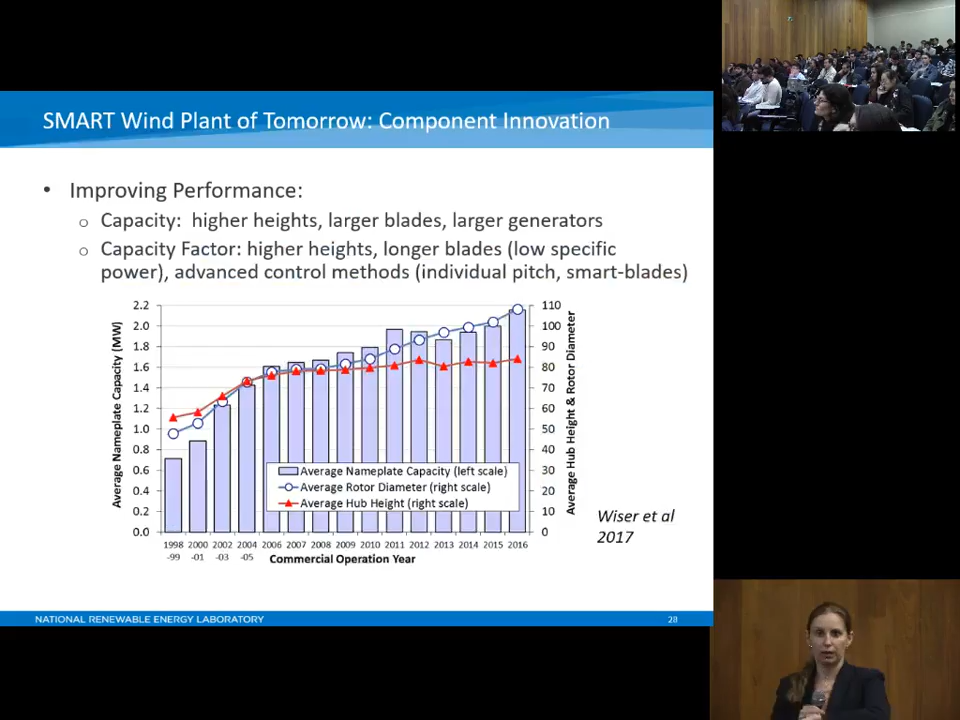 SMART Wind Plant of Tomorrow: Component Innovation
• Improving Performance:
o Capacity: higher heights, larger blades, larger generators
o Capacity Factor: higher heights, longer blades (low specific
power), advanced control methods (individual pitch, smart-blades)
Average Nameplate Capacity (MW)
2.2
2.0
1.8
1.6
1.4
1.2
1.0
0.8
0.6
0.4
0.2
0.0
110
100
90
80
70
60
50
40
30
20
10
0
Average Hub Height & Rotor Diameter
Average Nameplate Capacity (left scale)
Average Rotor Diameter (right scale)
Average Hub Height (right scale)
1998 2000 2002 2004 2006 2007 2008 2009 2010 2011 2012 2013 2014 2015 2016
-99 -01 -03 -05
Commercial Operation Year
Wiser et al
2017
NATIONAL RENEWABLE ENERGY LABORATORY 28